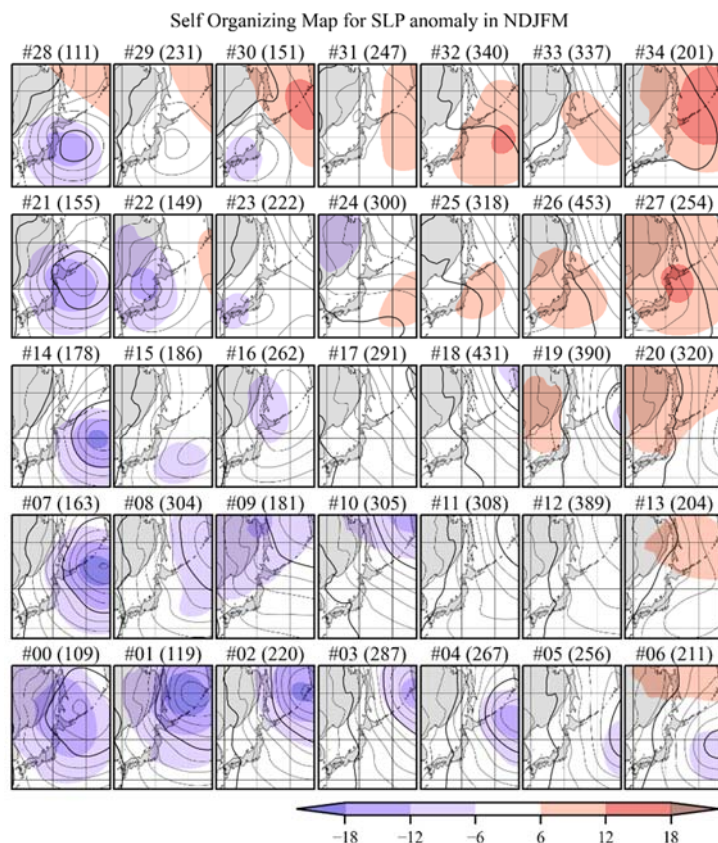 Self Organizing Map for SLP anomaly in NDJFM
#28 (111) #29 (231) #30 (151) #31 (247) #32 (340) #33 (337) #34 (201)
#21 (155) #22 (149) #23 (222) #24 (300) #25 (318) #26 (453) #27 (254)
#14 (178) #15 (186) #16 (262) #17 (291) #18 (431) #19 (390) #20 (320)
#07 (163) #08 (304) #09 (181) #10 (305) #11 (308) #12 (389) #13 (204)
#00 (109) #01 (119) #02 (220) #03 (287) #04 (267) #05 (256) #06 (211)
−18 −12 −6 6 12 18